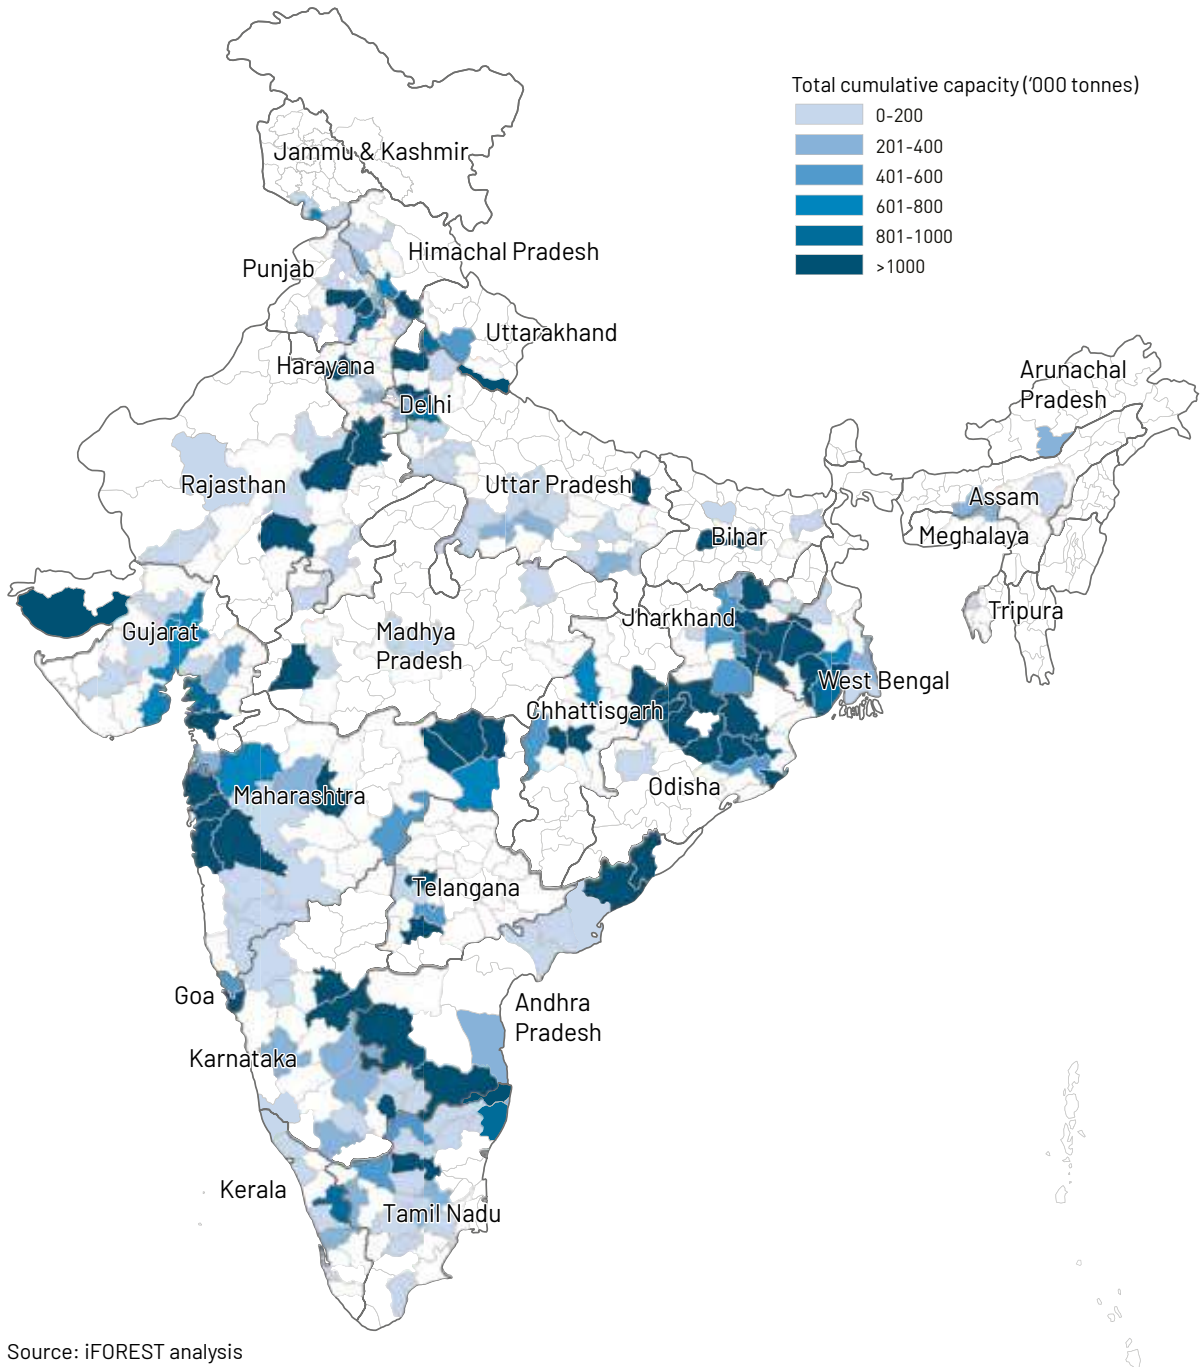 Total cumulative capacity (‘000 tonnes)
0-200
201-400
401-600
601-800
801-1000
>1000
Jammu & Kashmir
Himachal Pradesh
Punjab
Uttarakhand
Harayana
Delhi
Arunachal
Pradesh
Rajasthan
Uttar Pradesh
Assam
Bihar
Meghalaya
Gujarat
Madhya
Pradesh
Jharkhand
Tripura
West Bengal
Chhattisgarh
Maharashtra
Odisha
Telangana
Goa
Andhra
Pradesh
Karnataka
Kerala
Tamil Nadu
Source: iFOREST analysis